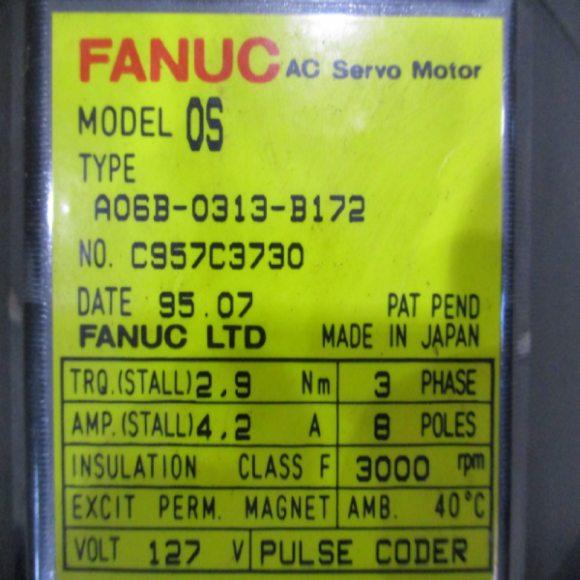 FANUC AC Servo Motor
MODEL 0S
TYPE
A06B-0313-B172
NO. C957C3730
DATE 95.07 PAT PEND
FANUC LTD MADE IN JAPAN
TRQ.(STALL) 2.9 Nm 3 PHASE
AMP.(STALL) 4.2 A 8 POLES
INSULATION CLASS F 3000 rpm
EXCIT PERM. MAGNET AMB. 40°C
VOLT 127 V PULSE CODER